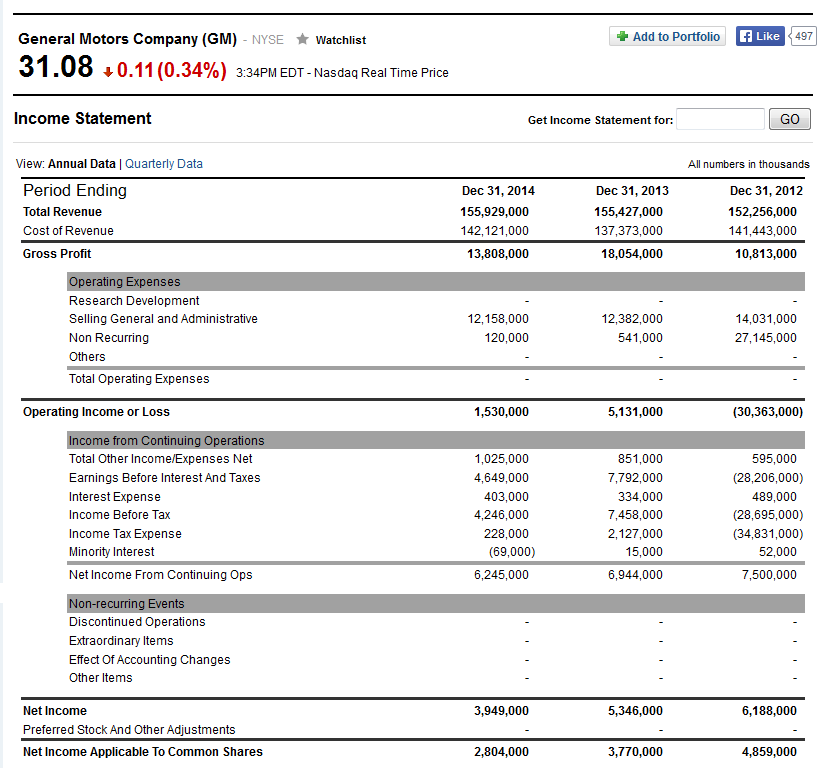 General Motors Company (GM) - NYSE ★ Watchlist
Add to Portfolio
Like 497
31.08 0.11 (0.34%) 3:34PM EDT - Nasdaq Real Time Price
Income Statement
Get Income Statement for: GO
View: Annual Data | Quarterly Data
All numbers in thousands
Period Ending Dec 31, 2014 Dec 31, 2013 Dec 31, 2012
Total Revenue 155,929,000 155,427,000 152,256,000
Cost of Revenue 142,121,000 137,373,000 141,443,000
Gross Profit 13,808,000 18,054,000 10,813,000
Operating Expenses
Research Development - - -
Selling General and Administrative 12,158,000 12,382,000 14,031,000
Non Recurring 120,000 541,000 27,145,000
Others - - -
Total Operating Expenses - - -
Operating Income or Loss 1,530,000 5,131,000 (30,363,000)
Income from Continuing Operations
Total Other Income/Expenses Net 1,025,000 851,000 595,000
Earnings Before Interest And Taxes 4,649,000 7,792,000 (28,206,000)
Interest Expense 403,000 334,000 489,000
Income Before Tax 4,246,000 7,458,000 (28,695,000)
Income Tax Expense 228,000 2,127,000 (34,831,000)
Minority Interest (69,000) 15,000 52,000
Net Income From Continuing Ops 6,245,000 6,944,000 7,500,000
Non-recurring Events
Discontinued Operations - - -
Extraordinary Items - - -
Effect Of Accounting Changes - - -
Other Items - - -
Net Income 3,949,000 5,346,000 6,188,000
Preferred Stock And Other Adjustments - - -
Net Income Applicable To Common Shares 2,804,000 3,770,000 4,859,000